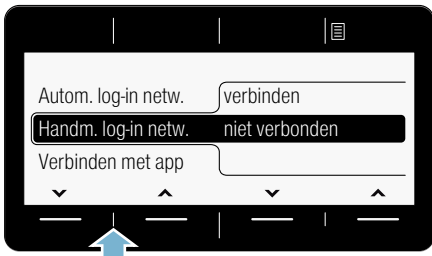 Autom. log-in netw. verbinden
Handm. log-in netw. niet verbonden
Verbinden met app